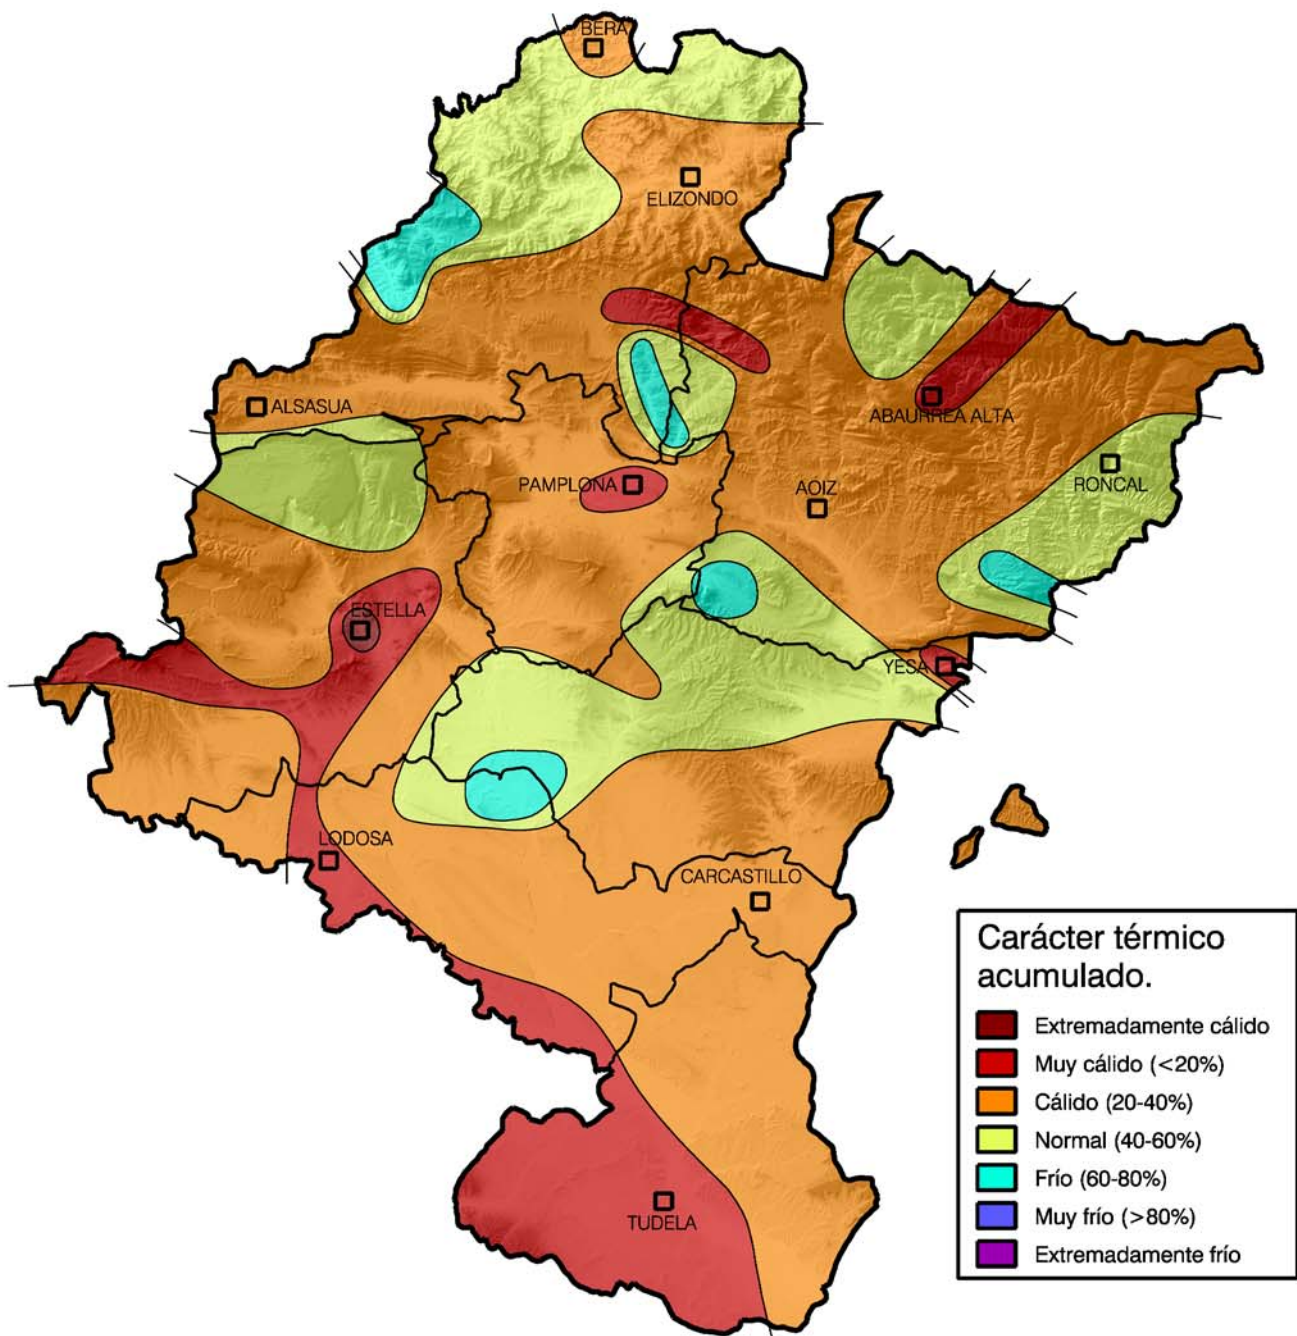 BERA
ELIZONDO
ALSASUA
ABAURREA ALTA
PAMPLONA
AOIZ
RONCAL
ESTELLA
YESA
LODOSA
CARCASTILLO
TUDELA
Carácter térmico
acumulado.
Extremadamente cálido
Muy cálido (<20%)
Cálido (20-40%)
Normal (40-60%)
Frío (60-80%)
Muy frío (>80%)
Extremadamente frío